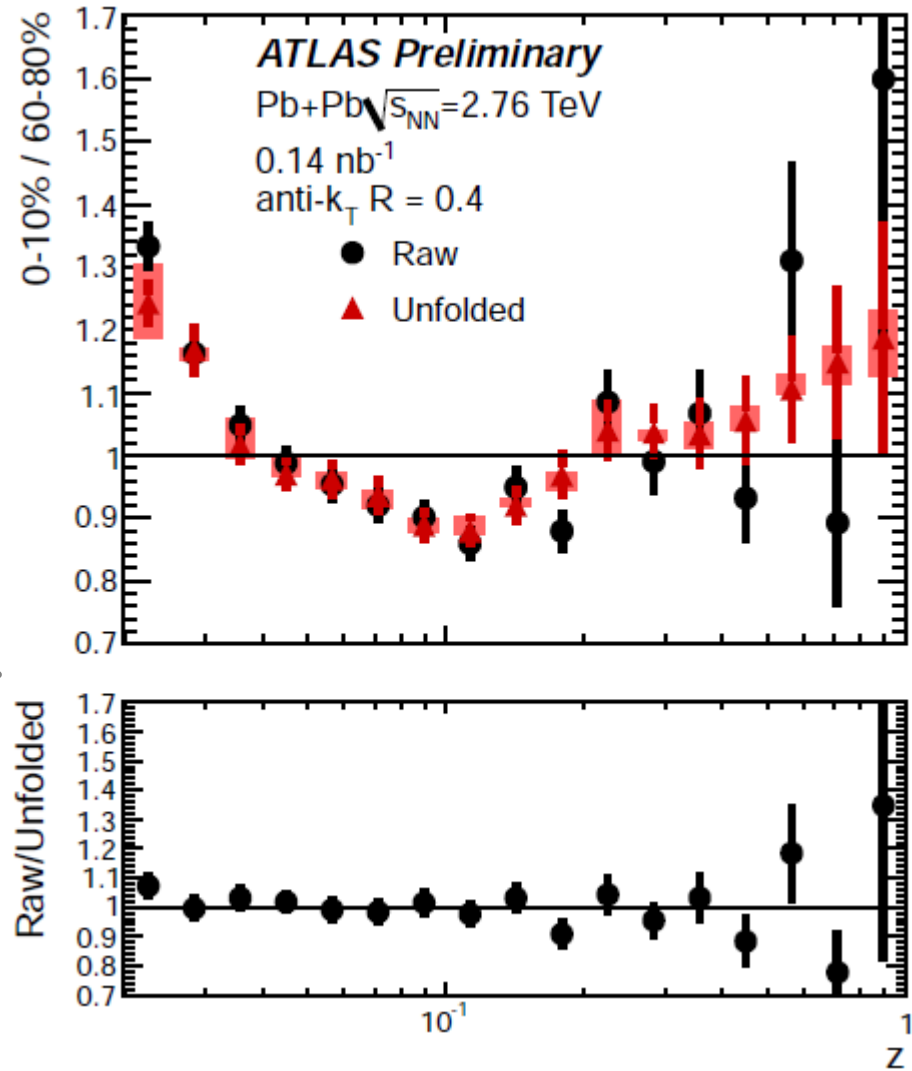 0-10% / 60-80%
1.7
1.6
1.5
1.4
1.3
1.2
1.1
1
0.9
0.8
0.7
ATLAS Preliminary
Pb+Pb √s_NN=2.76 TeV
0.14 nb⁻¹
anti-k_T R = 0.4
Raw
Unfolded
Raw/Unfolded
1.7
1.6
1.5
1.4
1.3
1.2
1.1
1
0.9
0.8
0.7
10⁻¹
1
z